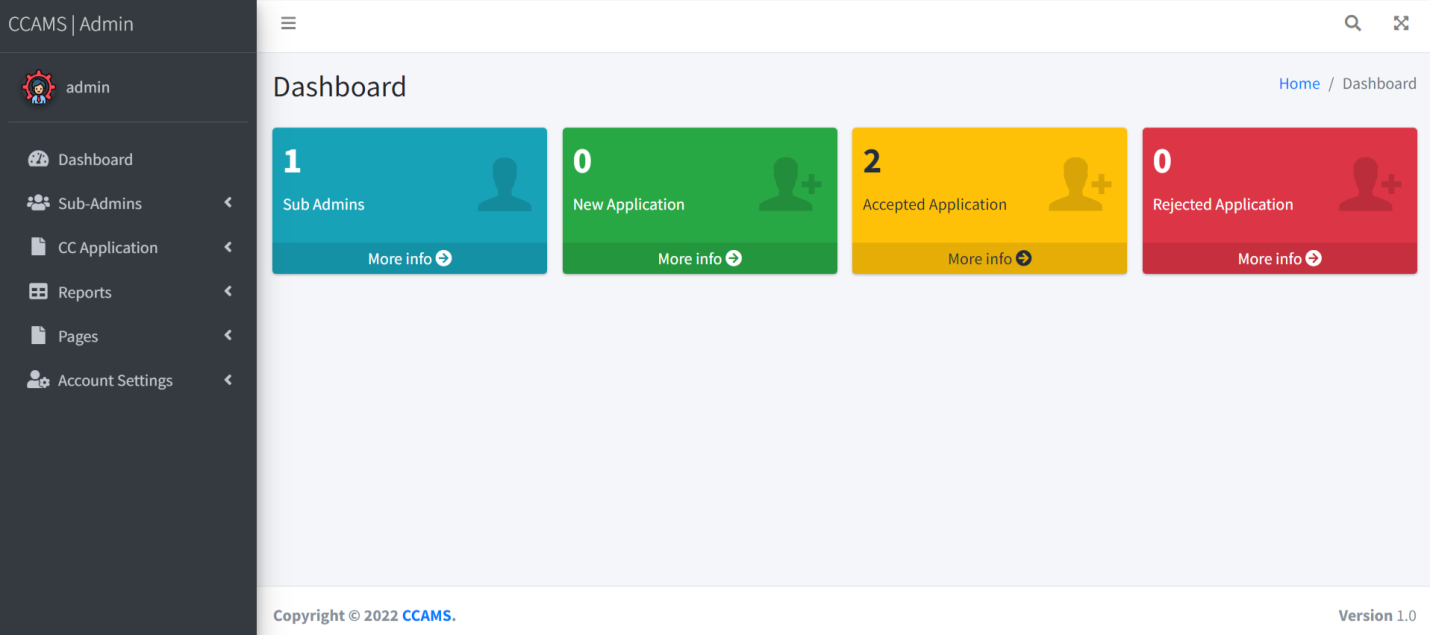 CCAMS | Admin
admin
Dashboard
Sub-Admins
CC Application
Reports
Pages
Account Settings
Dashboard
Home / Dashboard
1
Sub Admins
More info
0
New Application
More info
2
Accepted Application
More info
0
Rejected Application
More info
Copyright © 2022 CCAMS.
Version 1.0